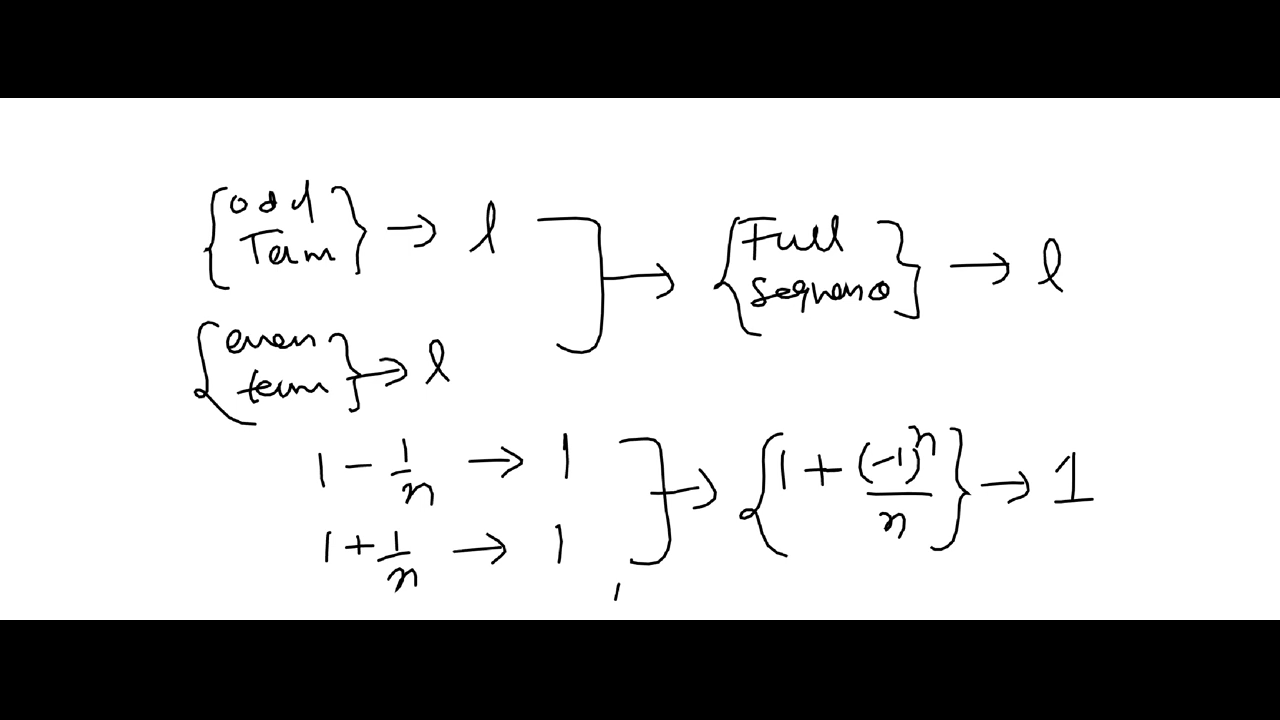 {odd Term} → l
{even term} → l
] → {Full Sequence} → l
1 - 1/n → 1
1 + 1/n → 1
] → {1 + (-1)^n/n} → 1